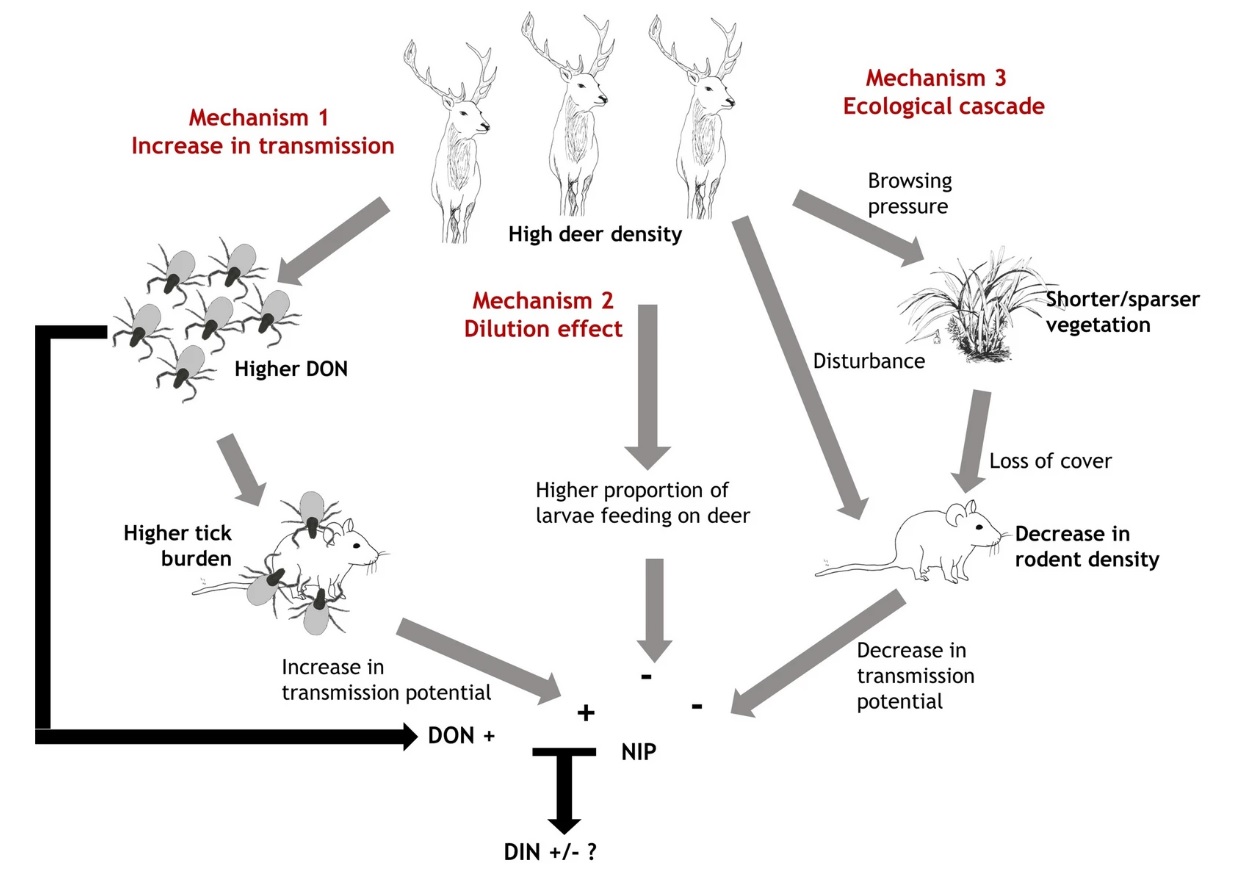 Mechanism 1
Increase in transmission
Mechanism 3
Ecological cascade
Browsing
pressure
High deer density
Mechanism 2
Dilution effect
Shorter/sparser
vegetation
Higher DON
Disturbance
Loss of cover
Higher proportion of
larvae feeding on deer
Higher tick
burden
Decrease in
rodent density
Increase in
transmission potential
Decrease in
transmission
potential
-
-
+
DON +
NIP
DIN +/- ?